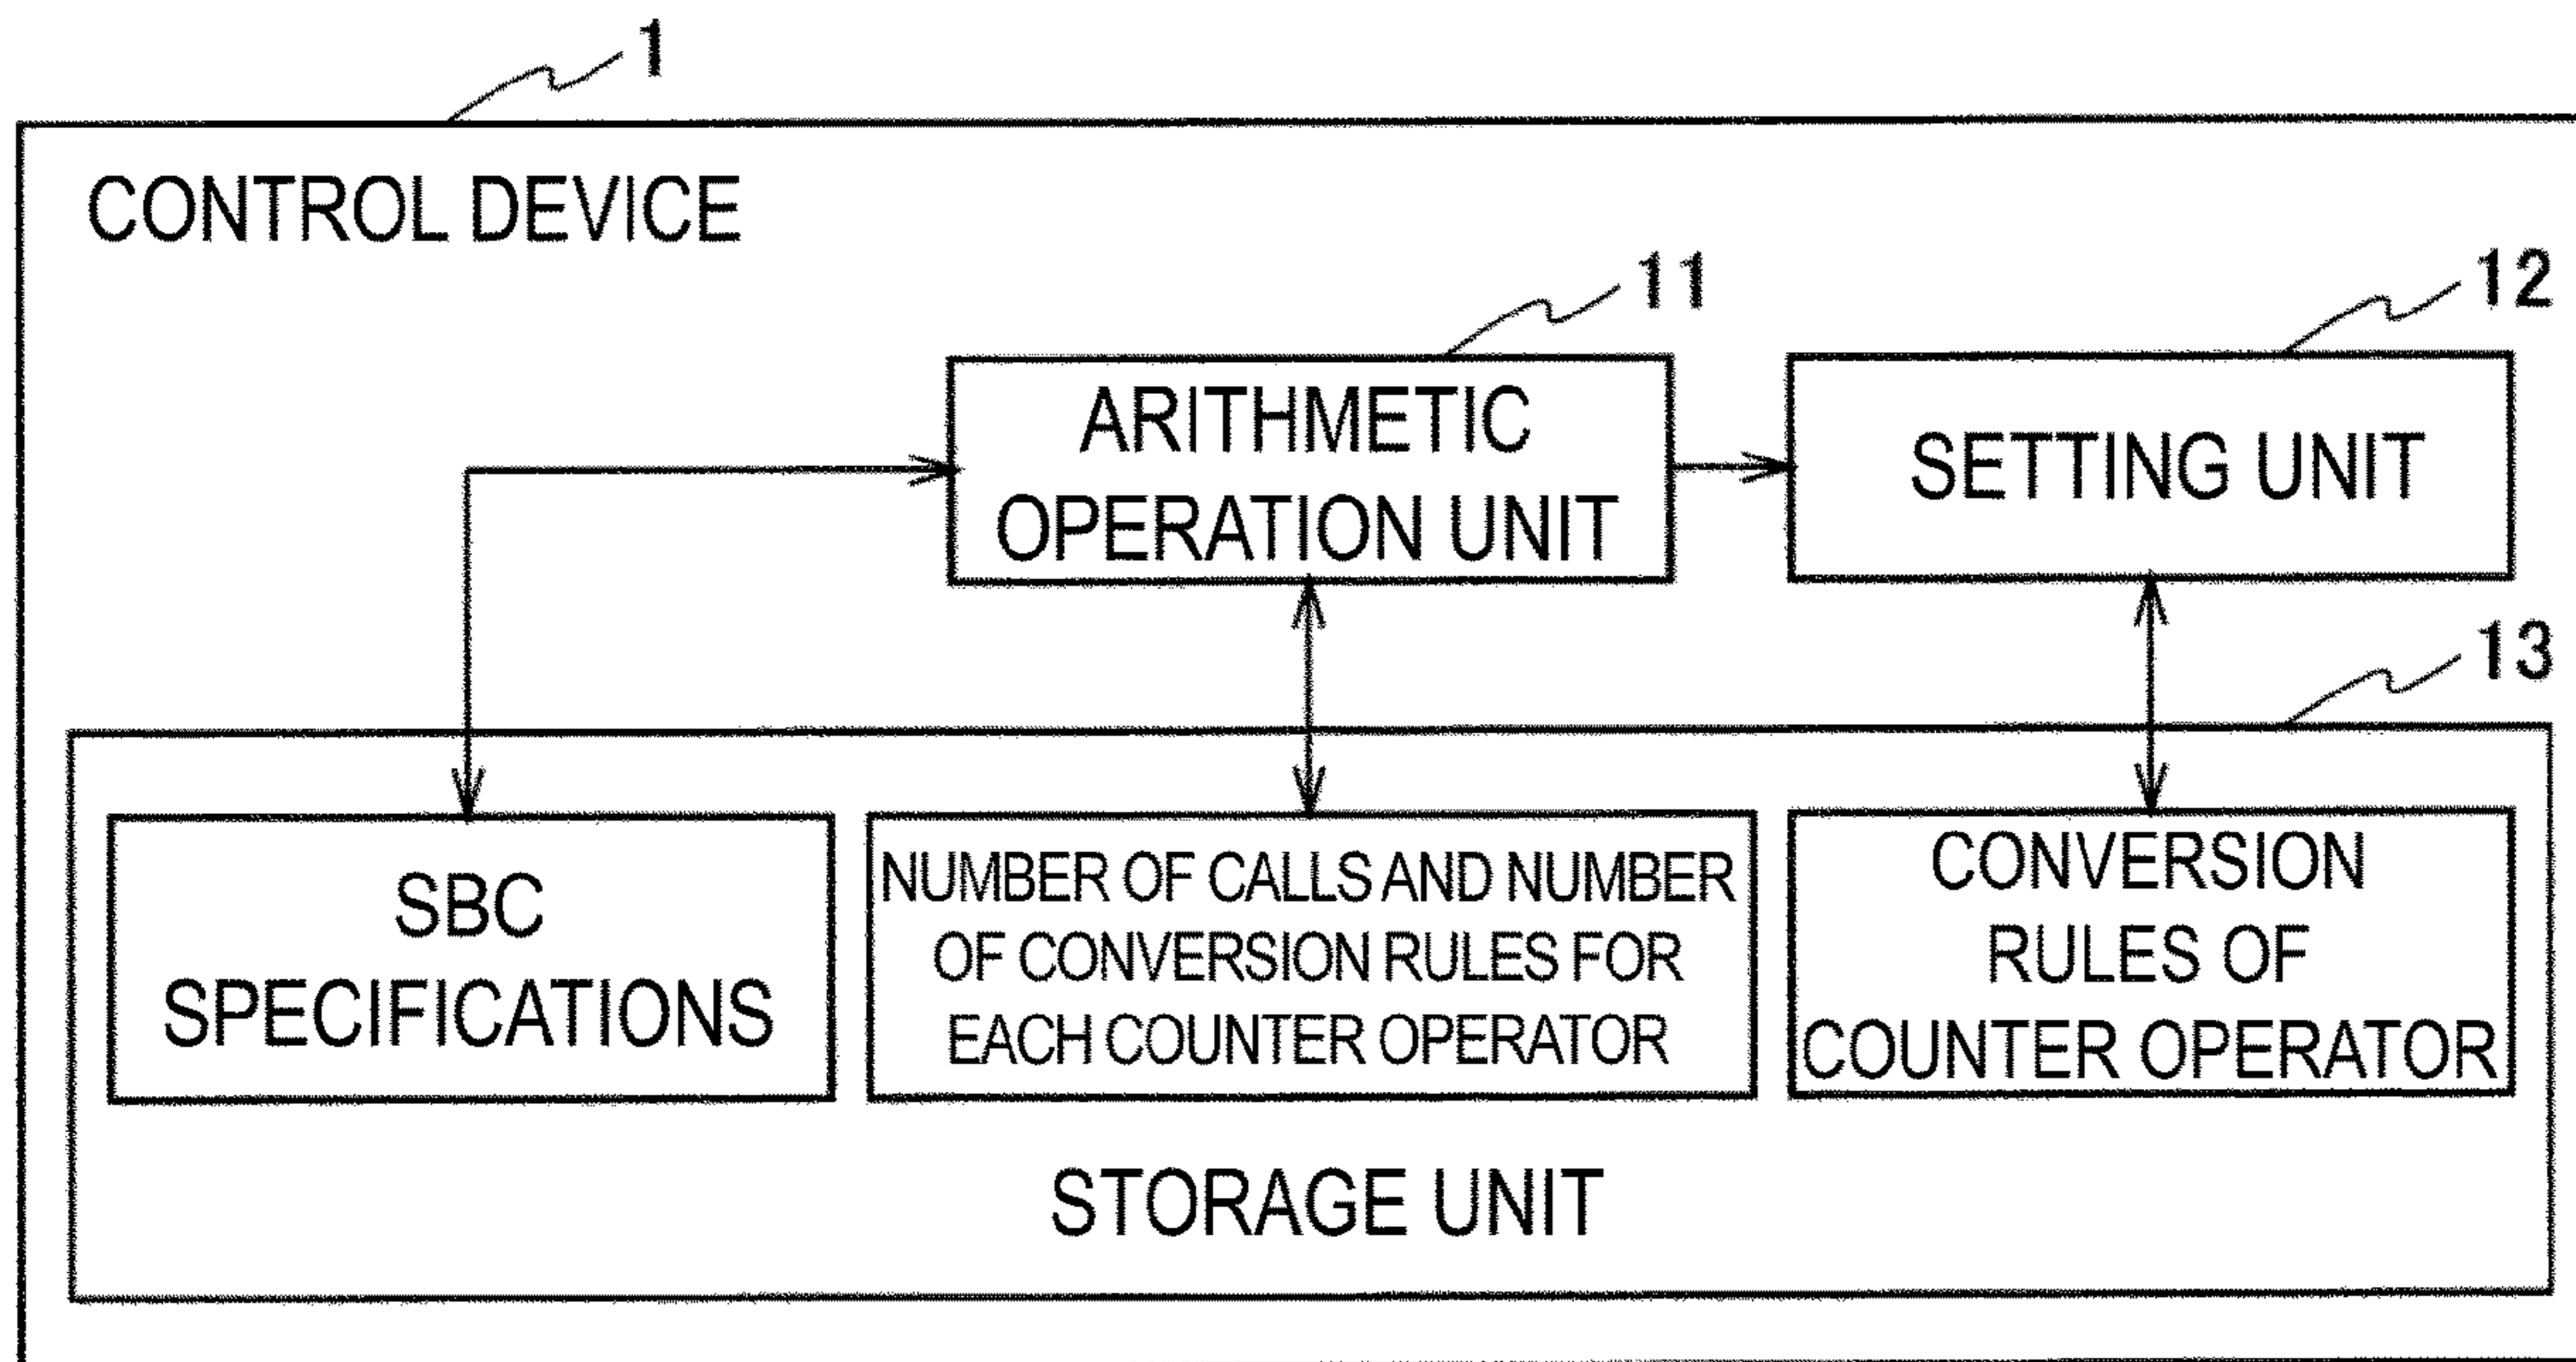 1
CONTROL DEVICE
11
12
ARITHMETIC
OPERATION UNIT
SETTING UNIT
13
SBC
SPECIFICATIONS
NUMBER OF CALLS AND NUMBER
OF CONVERSION RULES FOR
EACH COUNTER OPERATOR
CONVERSION
RULES OF
COUNTER OPERATOR
STORAGE UNIT